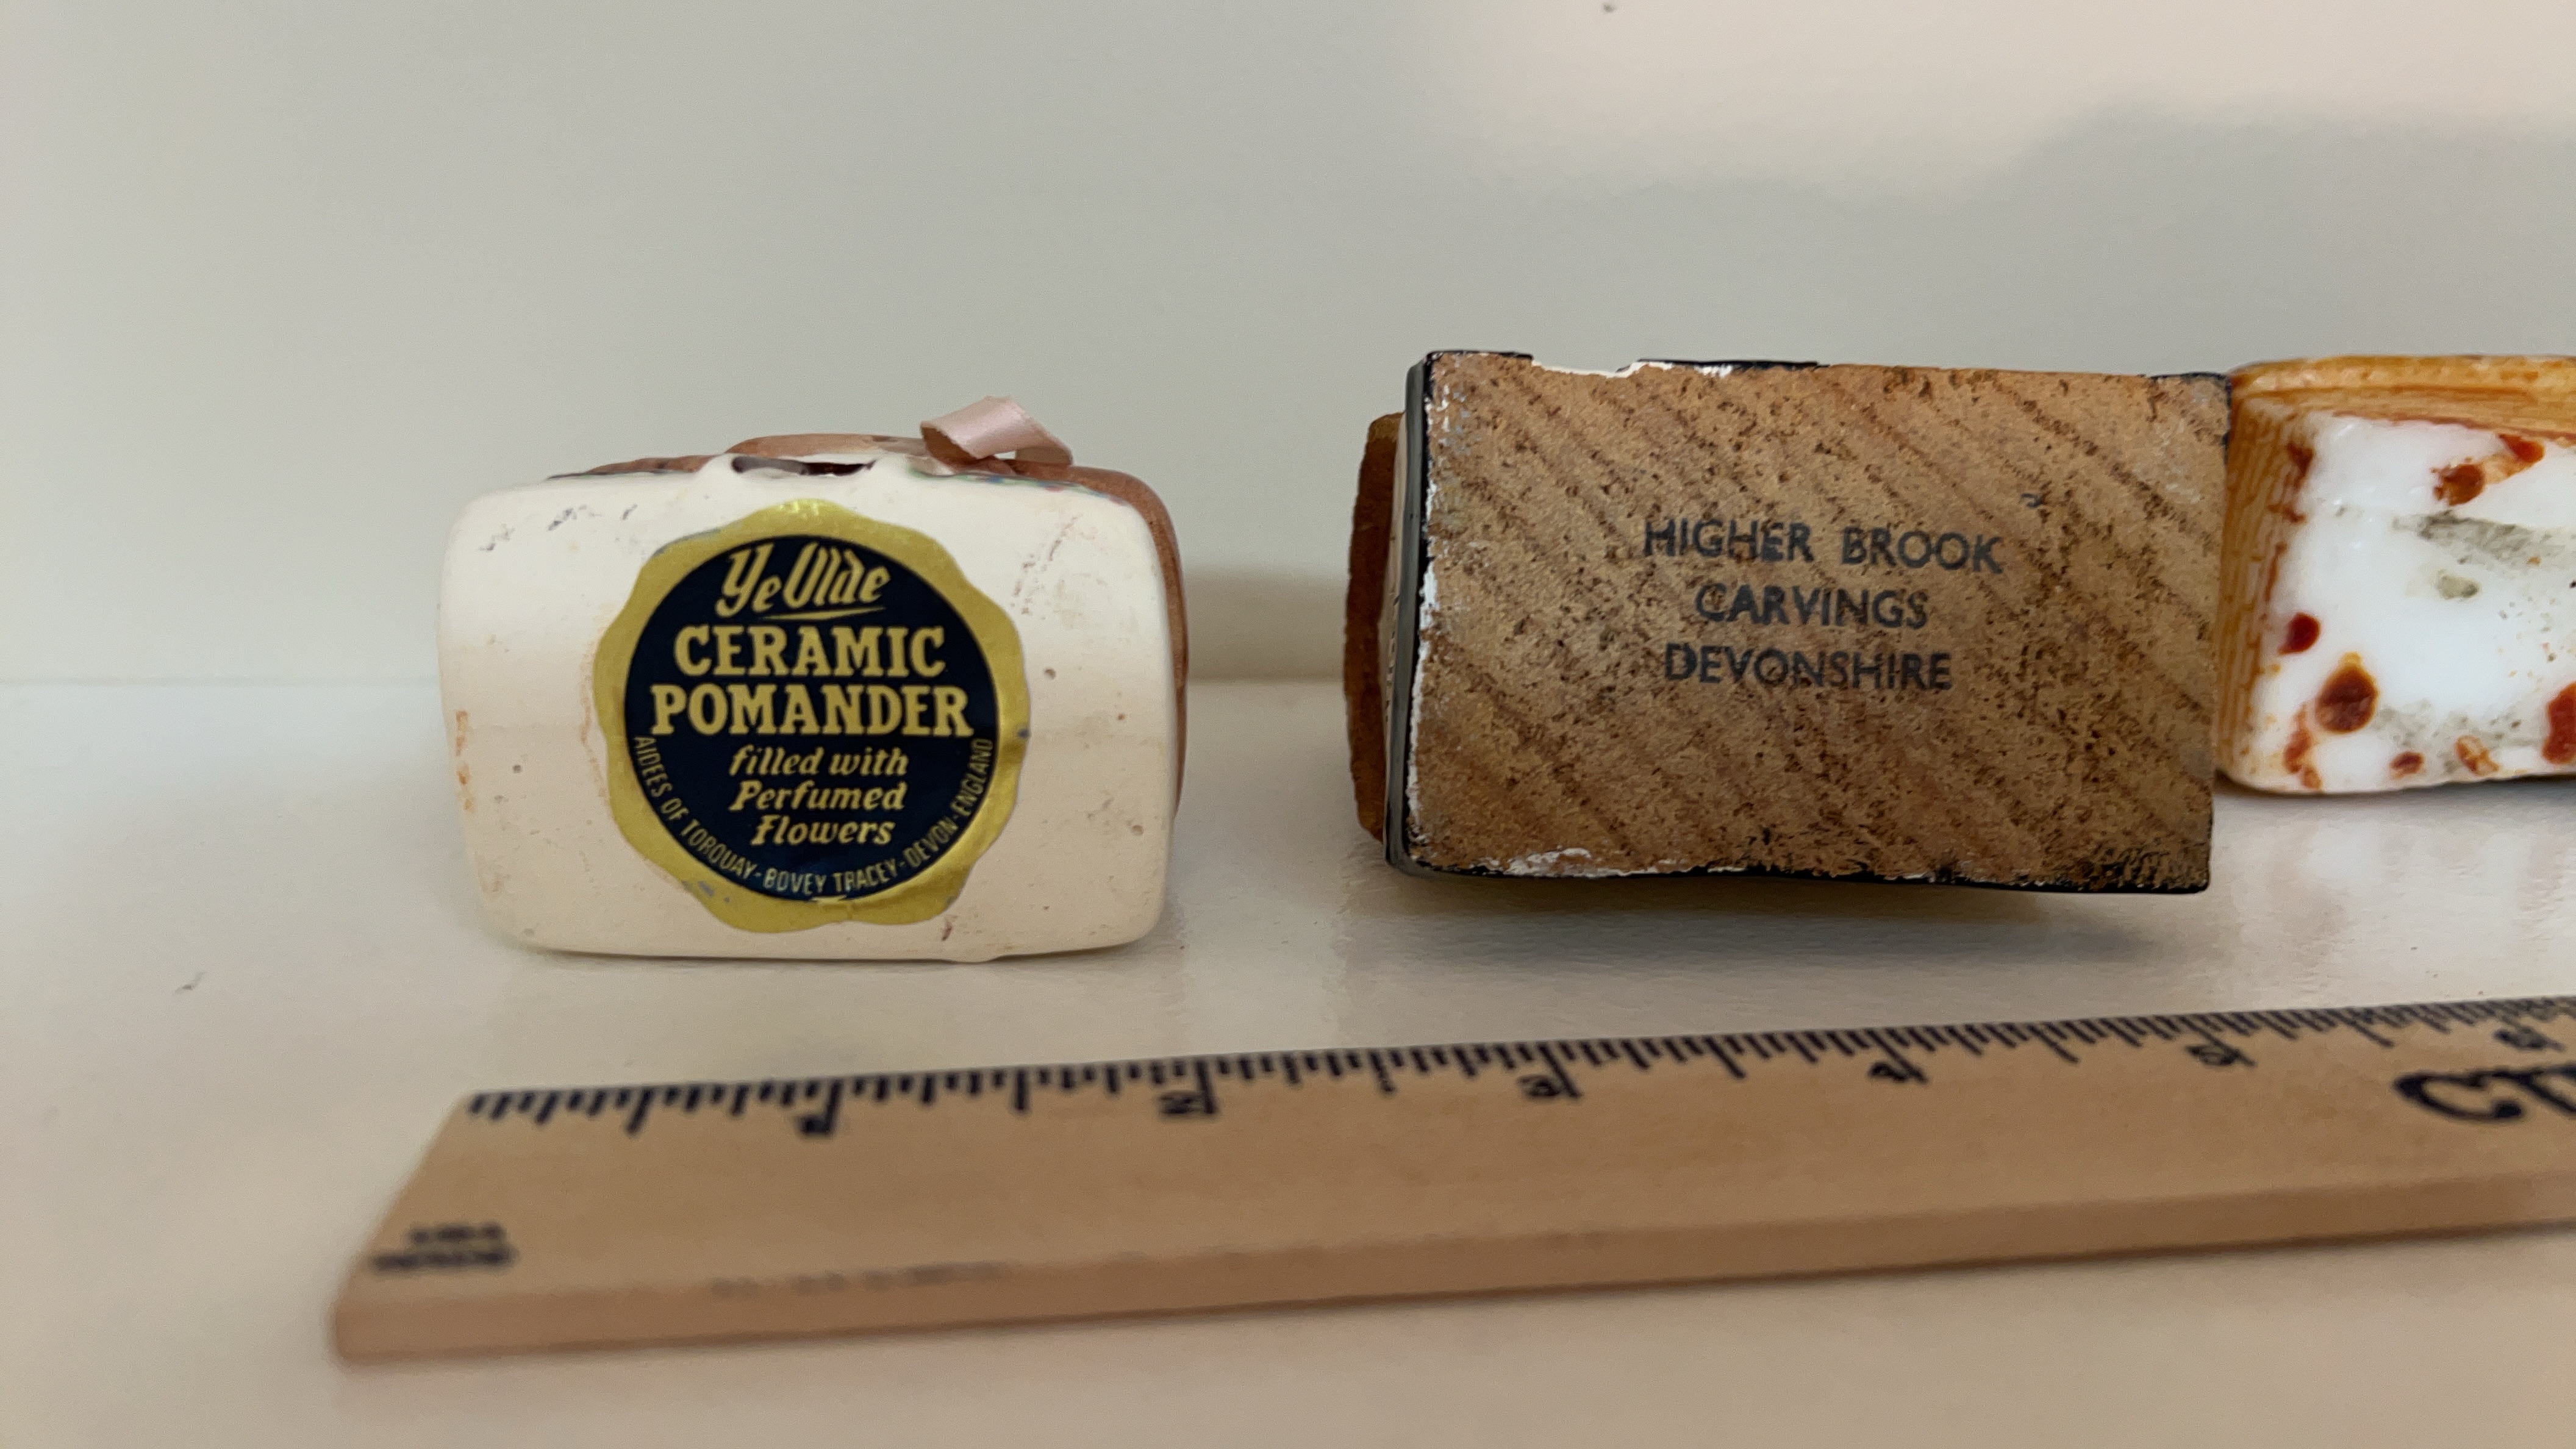 Ye Olde
CERAMIC
POMANDER
filled with
Perfumed
Flowers
AIDEES OF TORQUAY - BOVEY TRACEY - DEVON - ENGLAND
HIGHER BROOK
CARVINGS
DEVONSHIRE
1 2 3 4 5